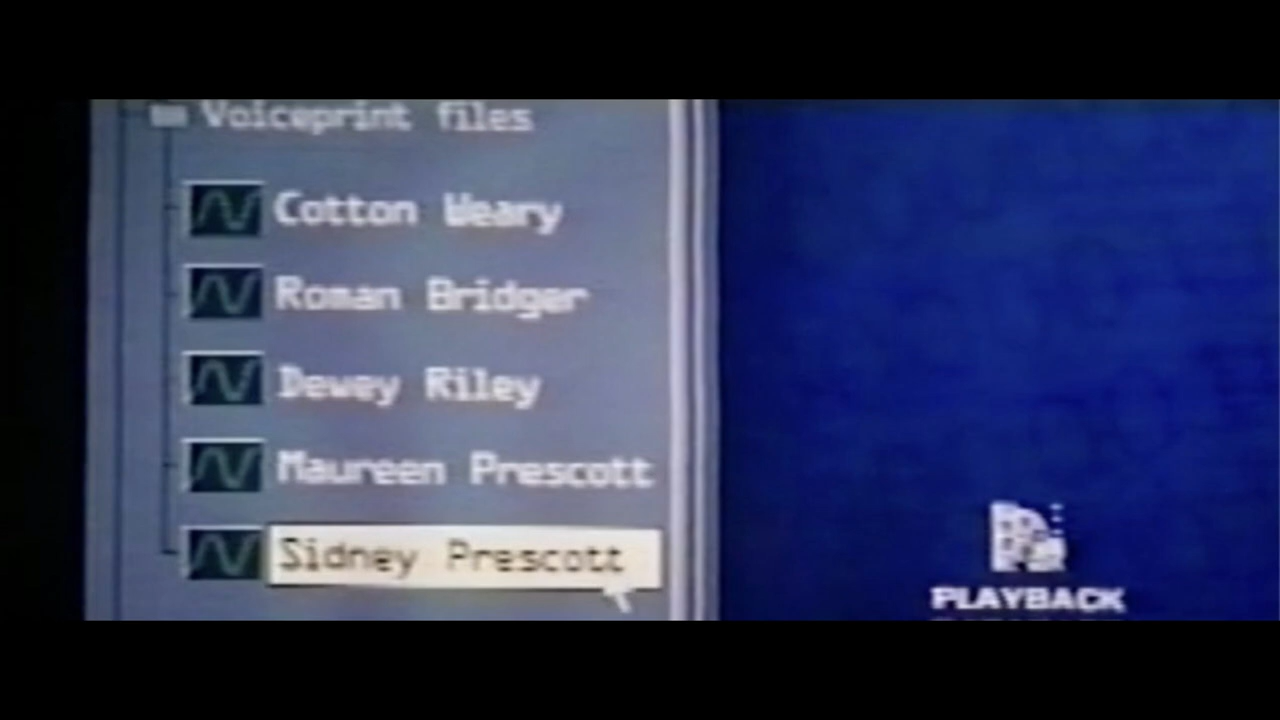 Voiceprint files
Cotton Weary
Roman Bridger
Dewey Riley
Maureen Prescott
Sidney Prescott
PLAYBACK